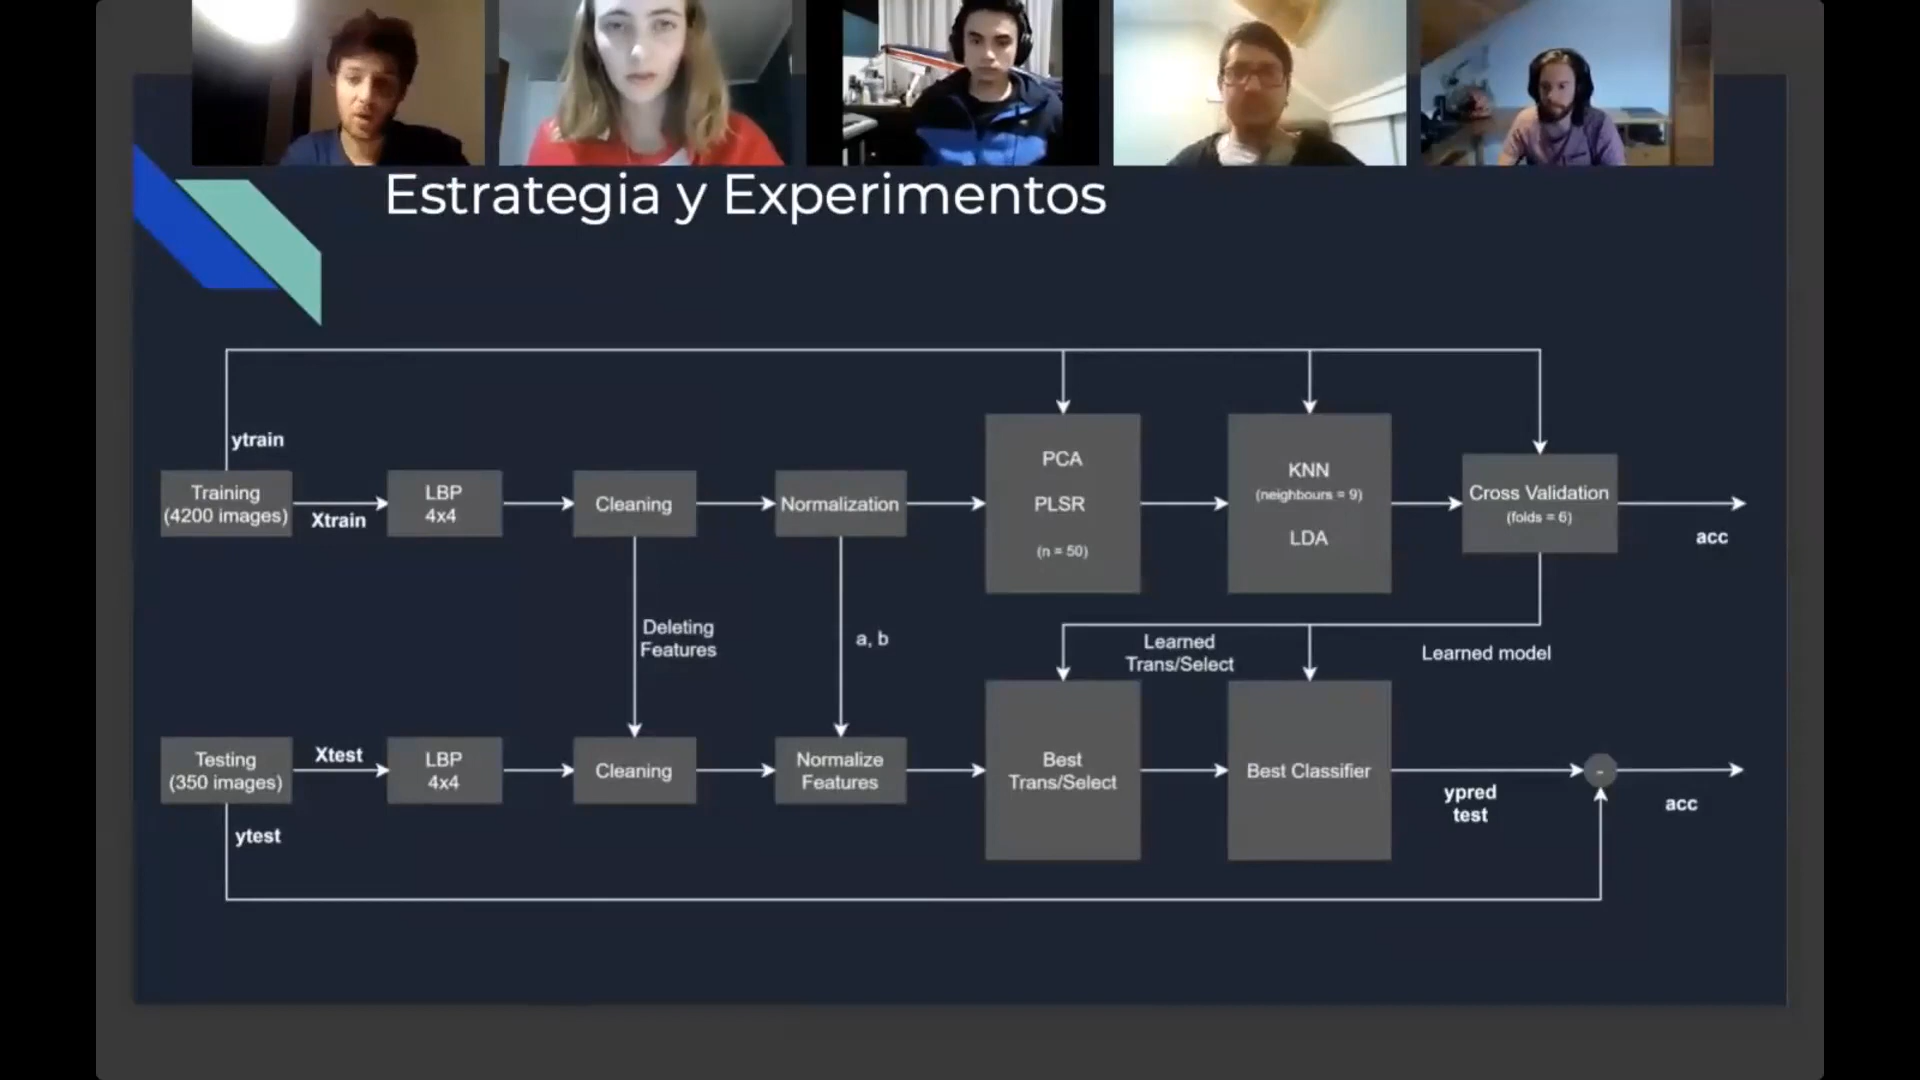 Estrategia y Experimentos
ytrain
Training
(4200 images)
Xtrain
LBP
4x4
Cleaning
Normalization
PCA
PLSR
(n = 50)
KNN
(neighbours = 9)
LDA
Cross Validation
(folds = 6)
acc
Deleting
Features
a, b
Learned
Trans/Select
Learned model
Testing
(350 images)
Xtest
LBP
4x4
Cleaning
Normalize
Features
Best
Trans/Select
Best Classifier
ypred
test
-
acc
ytest